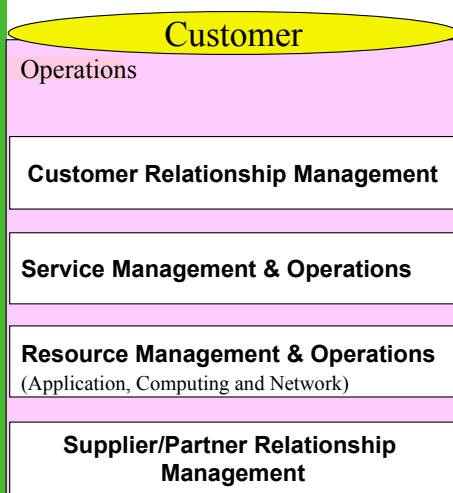 Customer
Operations
Customer Relationship Management
Service Management & Operations
Resource Management & Operations
(Application, Computing and Network)
Supplier/Partner Relationship
Management